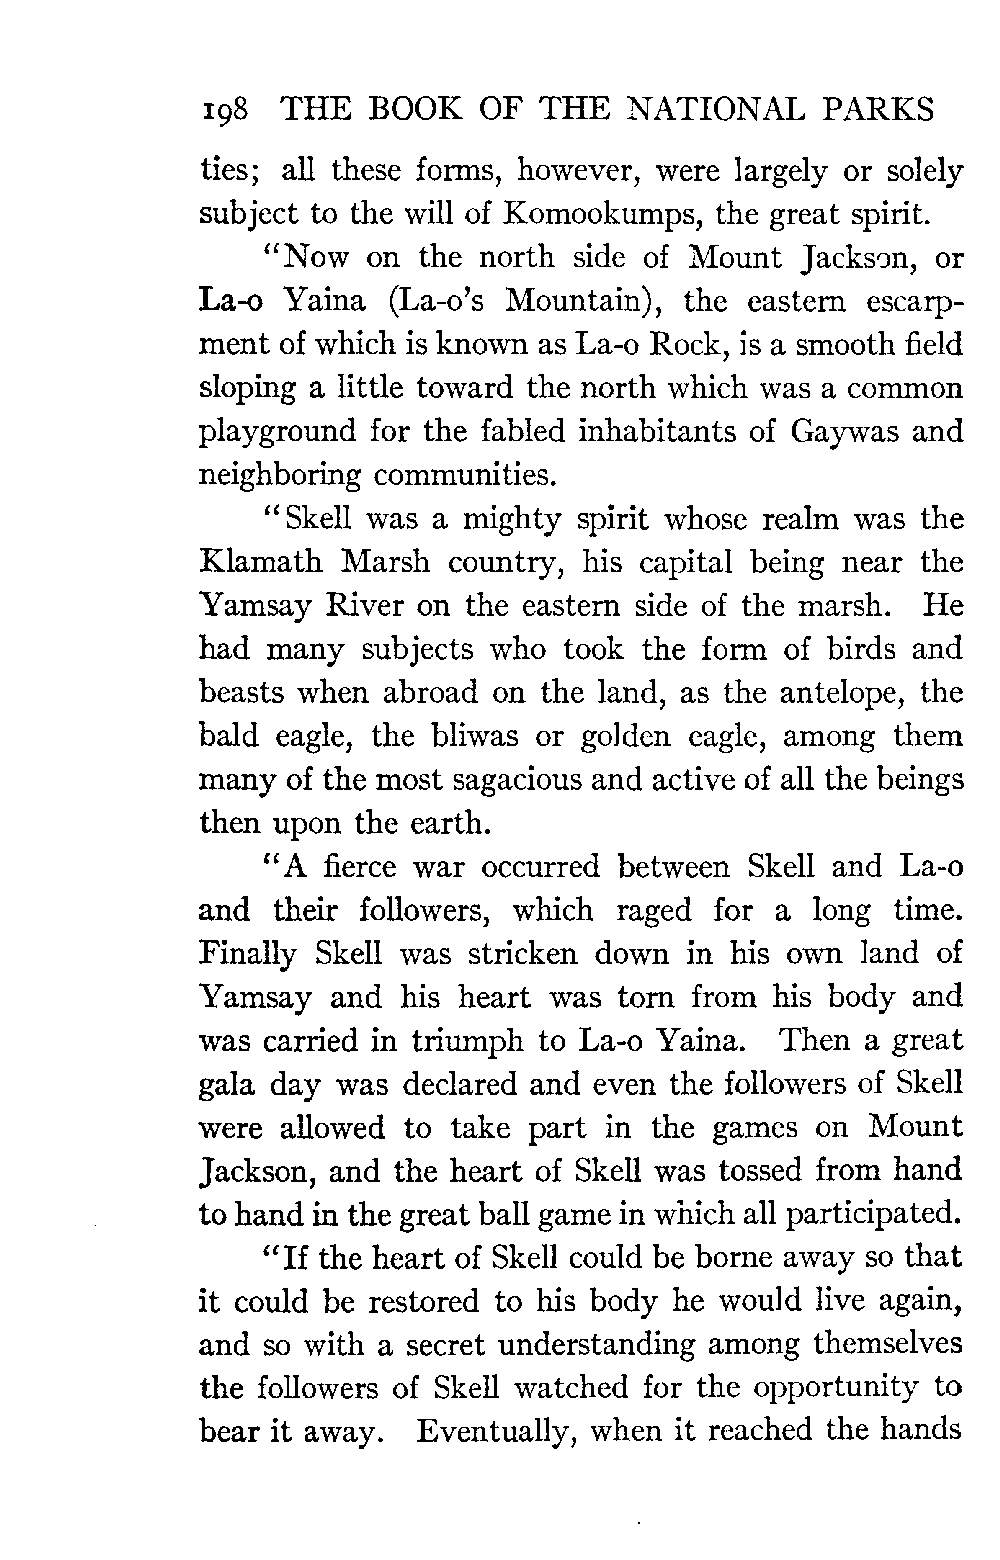 198 THE BOOK OF THE NATIONAL PARKS
ties; all these forms, however, were largely or solely
subject to the will of Komookumps, the great spirit.
"Now on the north side of Mount Jackson, or
La-o Yaina (La-o's Mountain), the eastern escarp-
ment of which is known as La-o Rock, is a smooth field
sloping a little toward the north which was a common
playground for the fabled inhabitants of Gaywas and
neighboring communities.
"Skell was a mighty spirit whose realm was the
Klamath Marsh country, his capital being near the
Yamsay River on the eastern side of the marsh. He
had many subjects who took the form of birds and
beasts when abroad on the land, as the antelope, the
bald eagle, the bliwas or golden eagle, among them
many of the most sagacious and active of all the beings
then upon the earth.
"A fierce war occurred between Skell and La-o
and their followers, which raged for a long time.
Finally Skell was stricken down in his own land of
Yamsay and his heart was torn from his body and
was carried in triumph to La-o Yaina. Then a great
gala day was declared and even the followers of Skell
were allowed to take part in the games on Mount
Jackson, and the heart of Skell was tossed from hand
to hand in the great ball game in which all participated.
"If the heart of Skell could be borne away so that
it could be restored to his body he would live again,
and so with a secret understanding among themselves
the followers of Skell watched for the opportunity to
bear it away. Eventually, when it reached the hands